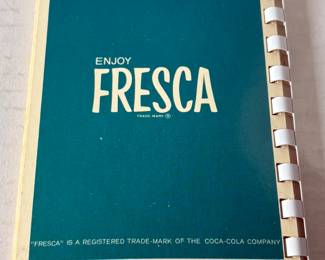 ENJOY
FRESCA
TRADE-MARK ®
"FRESCA" IS A REGISTERED TRADE-MARK OF THE COCA-COLA COMPANY